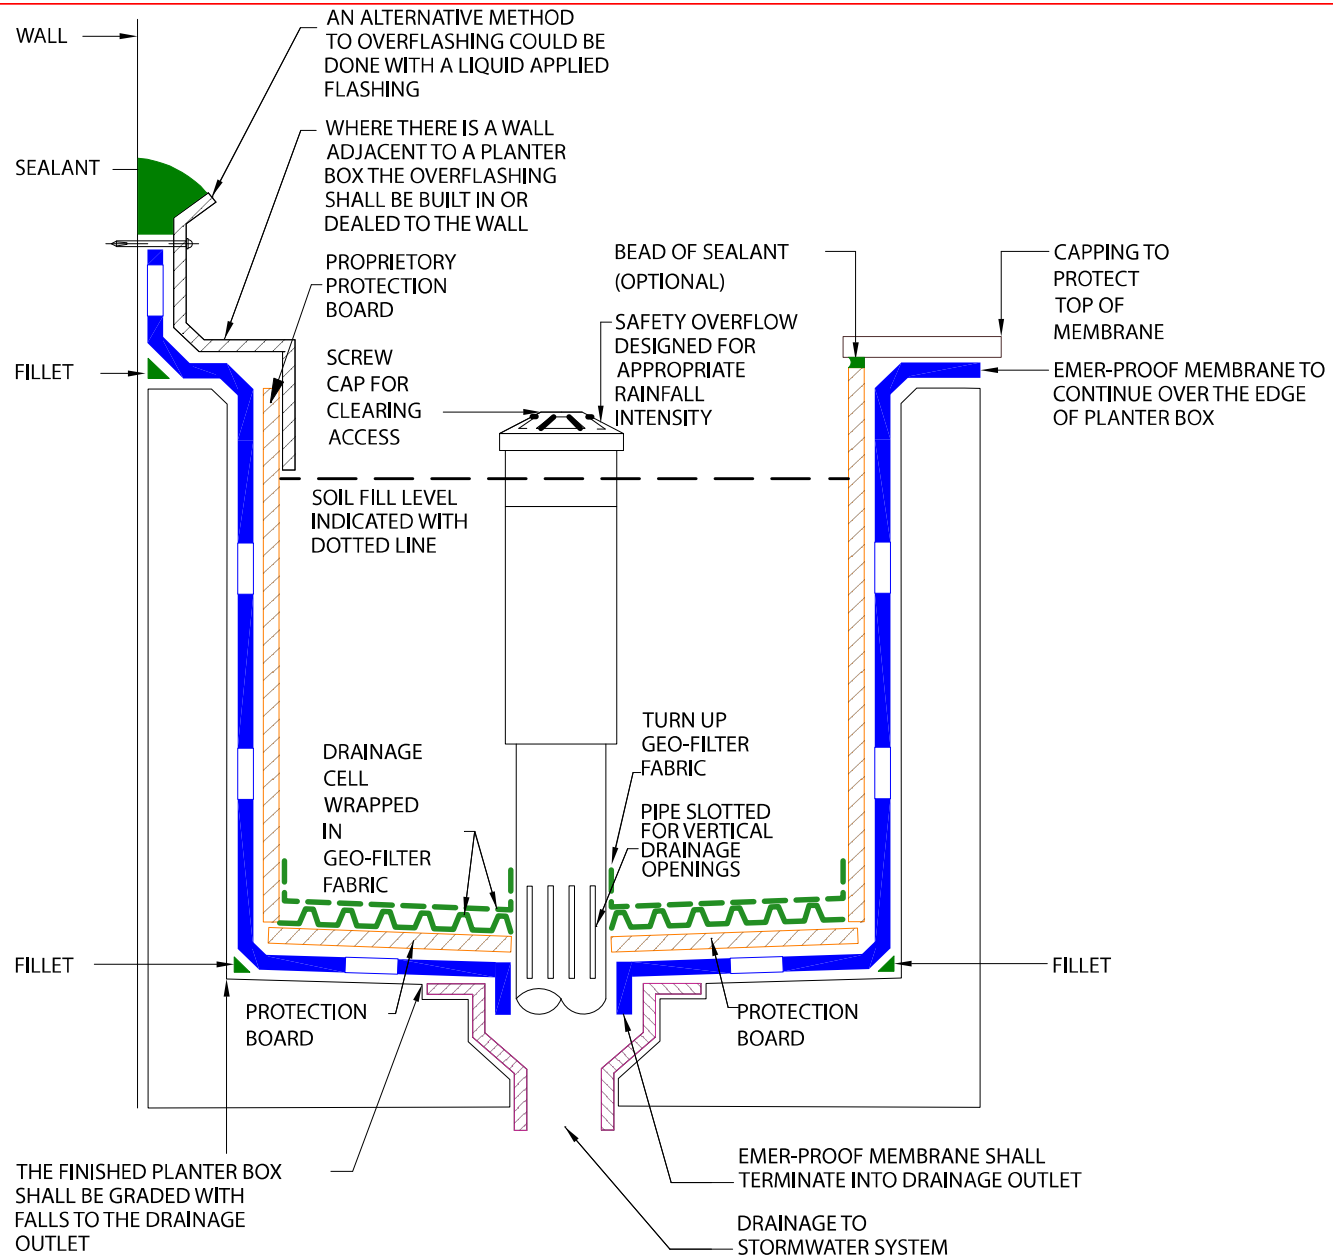 WALL
AN ALTERNATIVE METHOD
TO OVERFLASHING COULD BE
DONE WITH A LIQUID APPLIED
FLASHING
SEALANT
WHERE THERE IS A WALL
ADJACENT TO A PLANTER
BOX THE OVERFLASHING
SHALL BE BUILT IN OR
DEALED TO THE WALL
PROPRIETORY
PROTECTION
BOARD
BEAD OF SEALANT
(OPTIONAL)
CAPPING TO
PROTECT
TOP OF
MEMBRANE
SAFETY OVERFLOW
DESIGNED FOR
APPROPRIATE
RAINFALL
INTENSITY
FILLET
SCREW
CAP FOR
CLEARING
ACCESS
EMER-PROOF MEMBRANE TO
CONTINUE OVER THE EDGE
OF PLANTER BOX
SOIL FILL LEVEL
INDICATED WITH
DOTTED LINE
TURN UP
GEO-FILTER
FABRIC
DRAINAGE
CELL
WRAPPED
IN
GEO-FILTER
FABRIC
PIPE SLOTTED
FOR VERTICAL
DRAINAGE
OPENINGS
FILLET
FILLET
PROTECTION
BOARD
PROTECTION
BOARD
THE FINISHED PLANTER BOX
SHALL BE GRADED WITH
FALLS TO THE DRAINAGE
OUTLET
EMER-PROOF MEMBRANE SHALL
TERMINATE INTO DRAINAGE OUTLET
DRAINAGE TO
STORMWATER SYSTEM